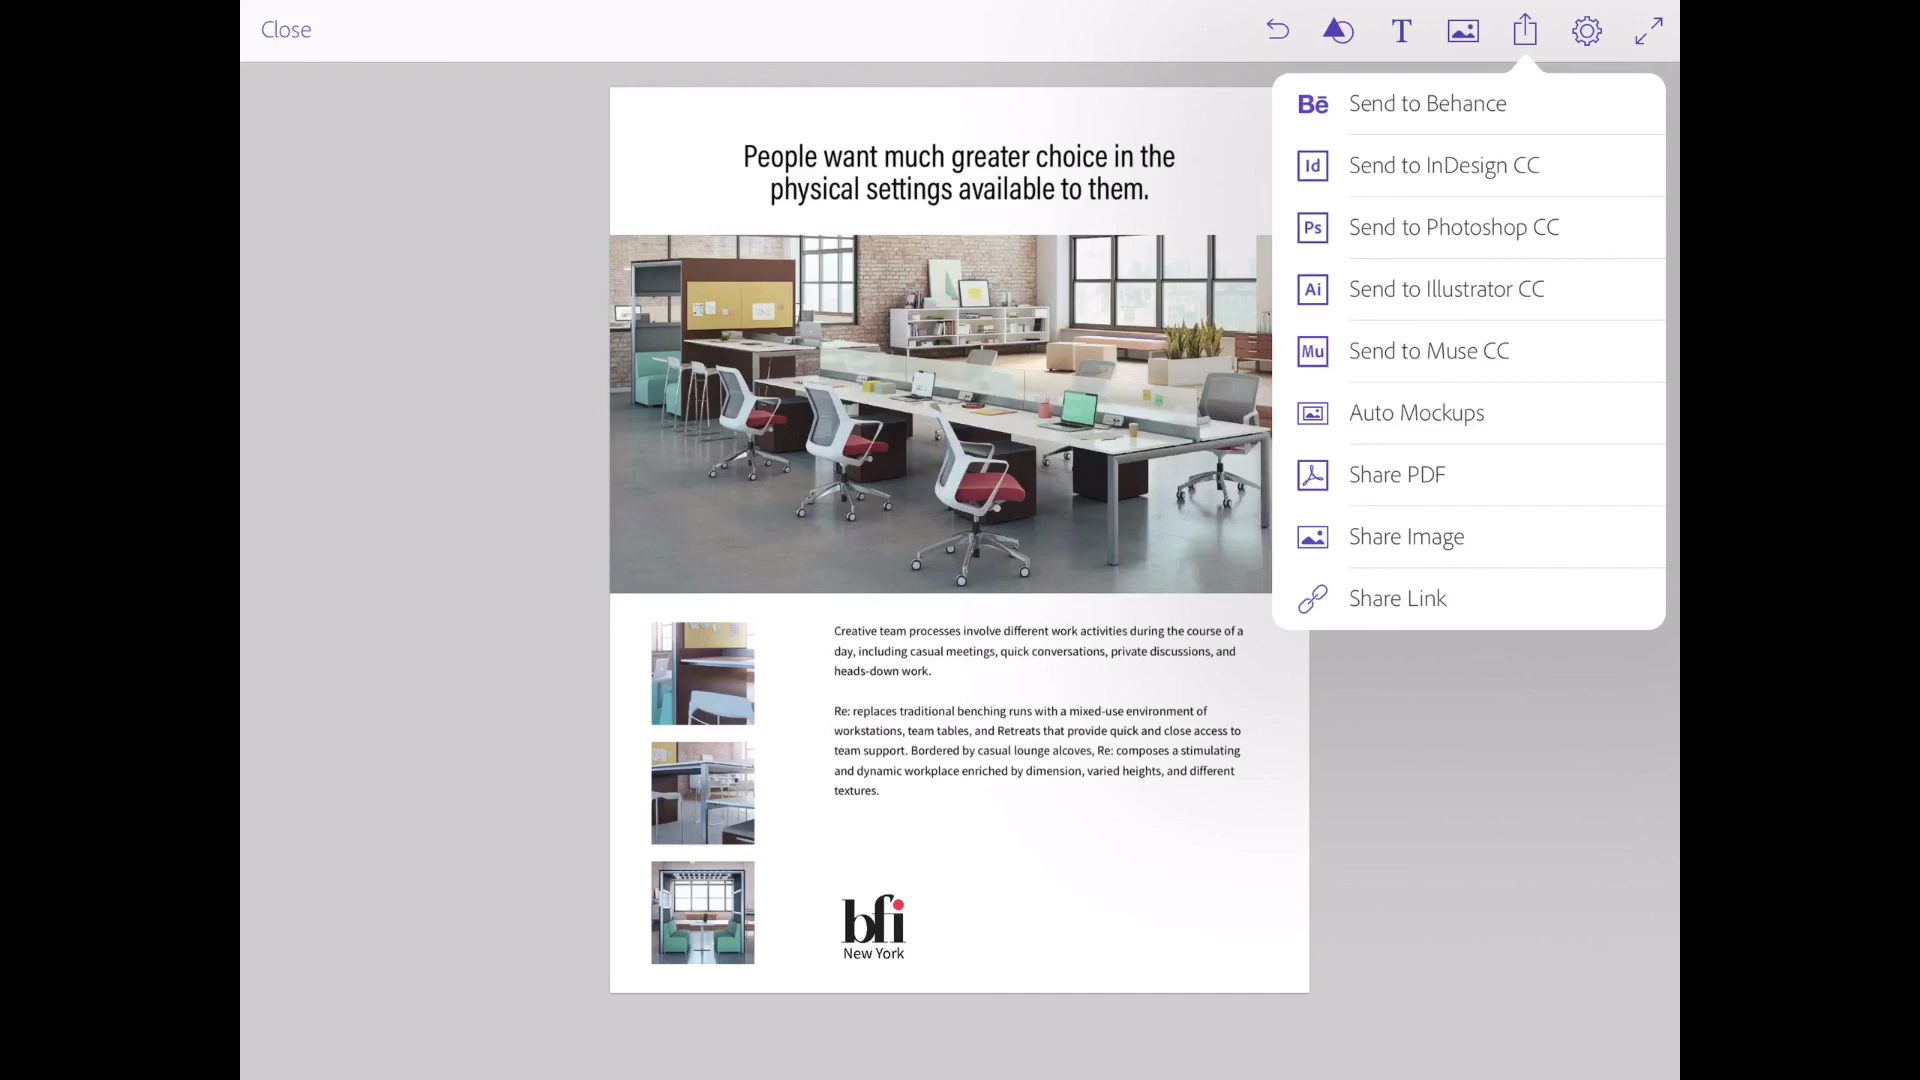 Close
T
Bē Send to Behance
Id Send to InDesign CC
Ps Send to Photoshop CC
Ai Send to Illustrator CC
Mu Send to Muse CC
Auto Mockups
Share PDF
Share Image
Share Link
People want much greater choice in the
physical settings available to them.
Creative team processes involve different work activities during the course of a
day, including casual meetings, quick conversations, private discussions, and
heads-down work.
Re: replaces traditional benching runs with a mixed-use environment of
workstations, team tables, and Retreats that provide quick and close access to
team support. Bordered by casual lounge alcoves, Re: composes a stimulating
and dynamic workplace enriched by dimension, varied heights, and different
textures.
bfi
New York